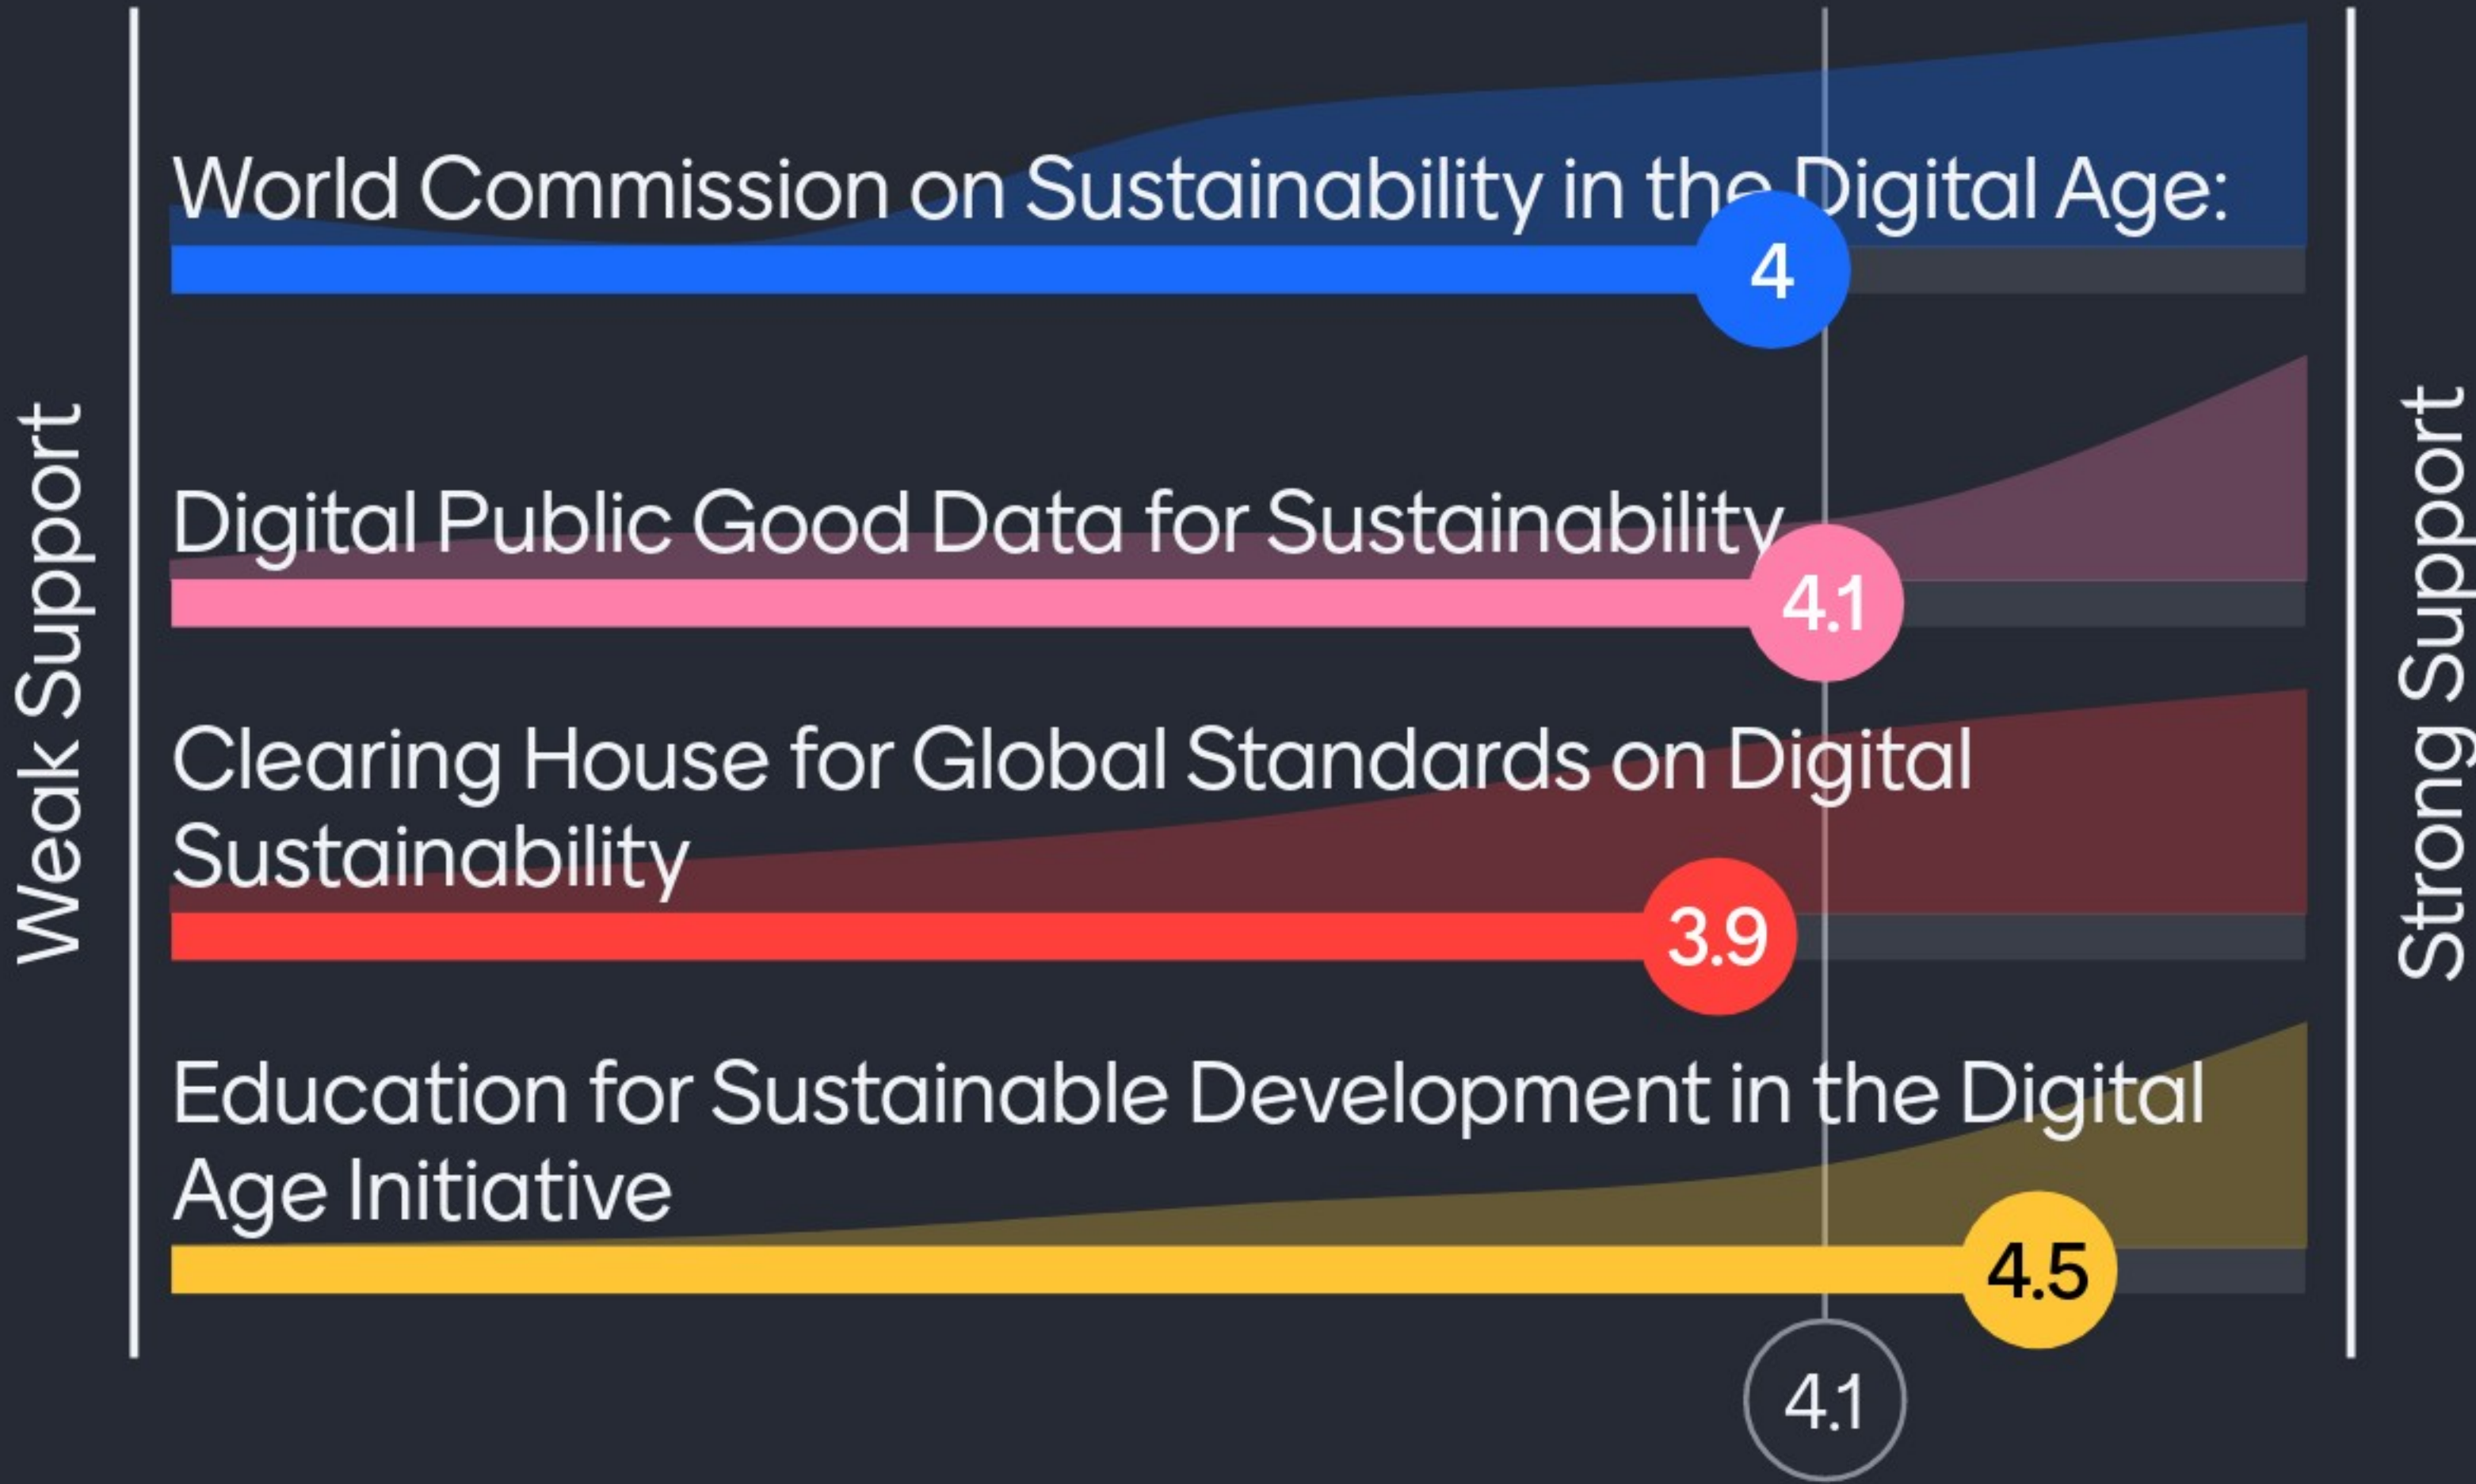 Weak Support
World Commission on Sustainability in the Digital Age:
4
Digital Public Good Data for Sustainability
4.1
Clearing House for Global Standards on Digital
Sustainability
3.9
Education for Sustainable Development in the Digital
Age Initiative
4.5
4.1
Strong Support